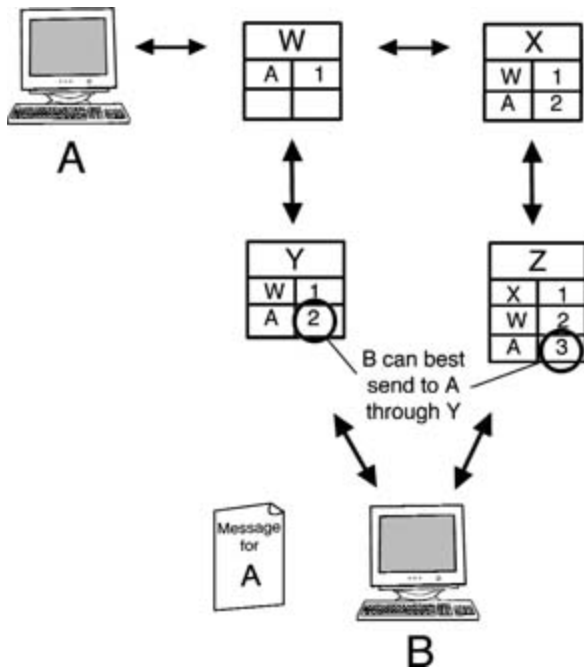 W
A 1
X
W 1
A 2
A
Y
W 1
A 2
Z
X 1
W 2
A 3
B can best
send to A
through Y
Message
for
A
B